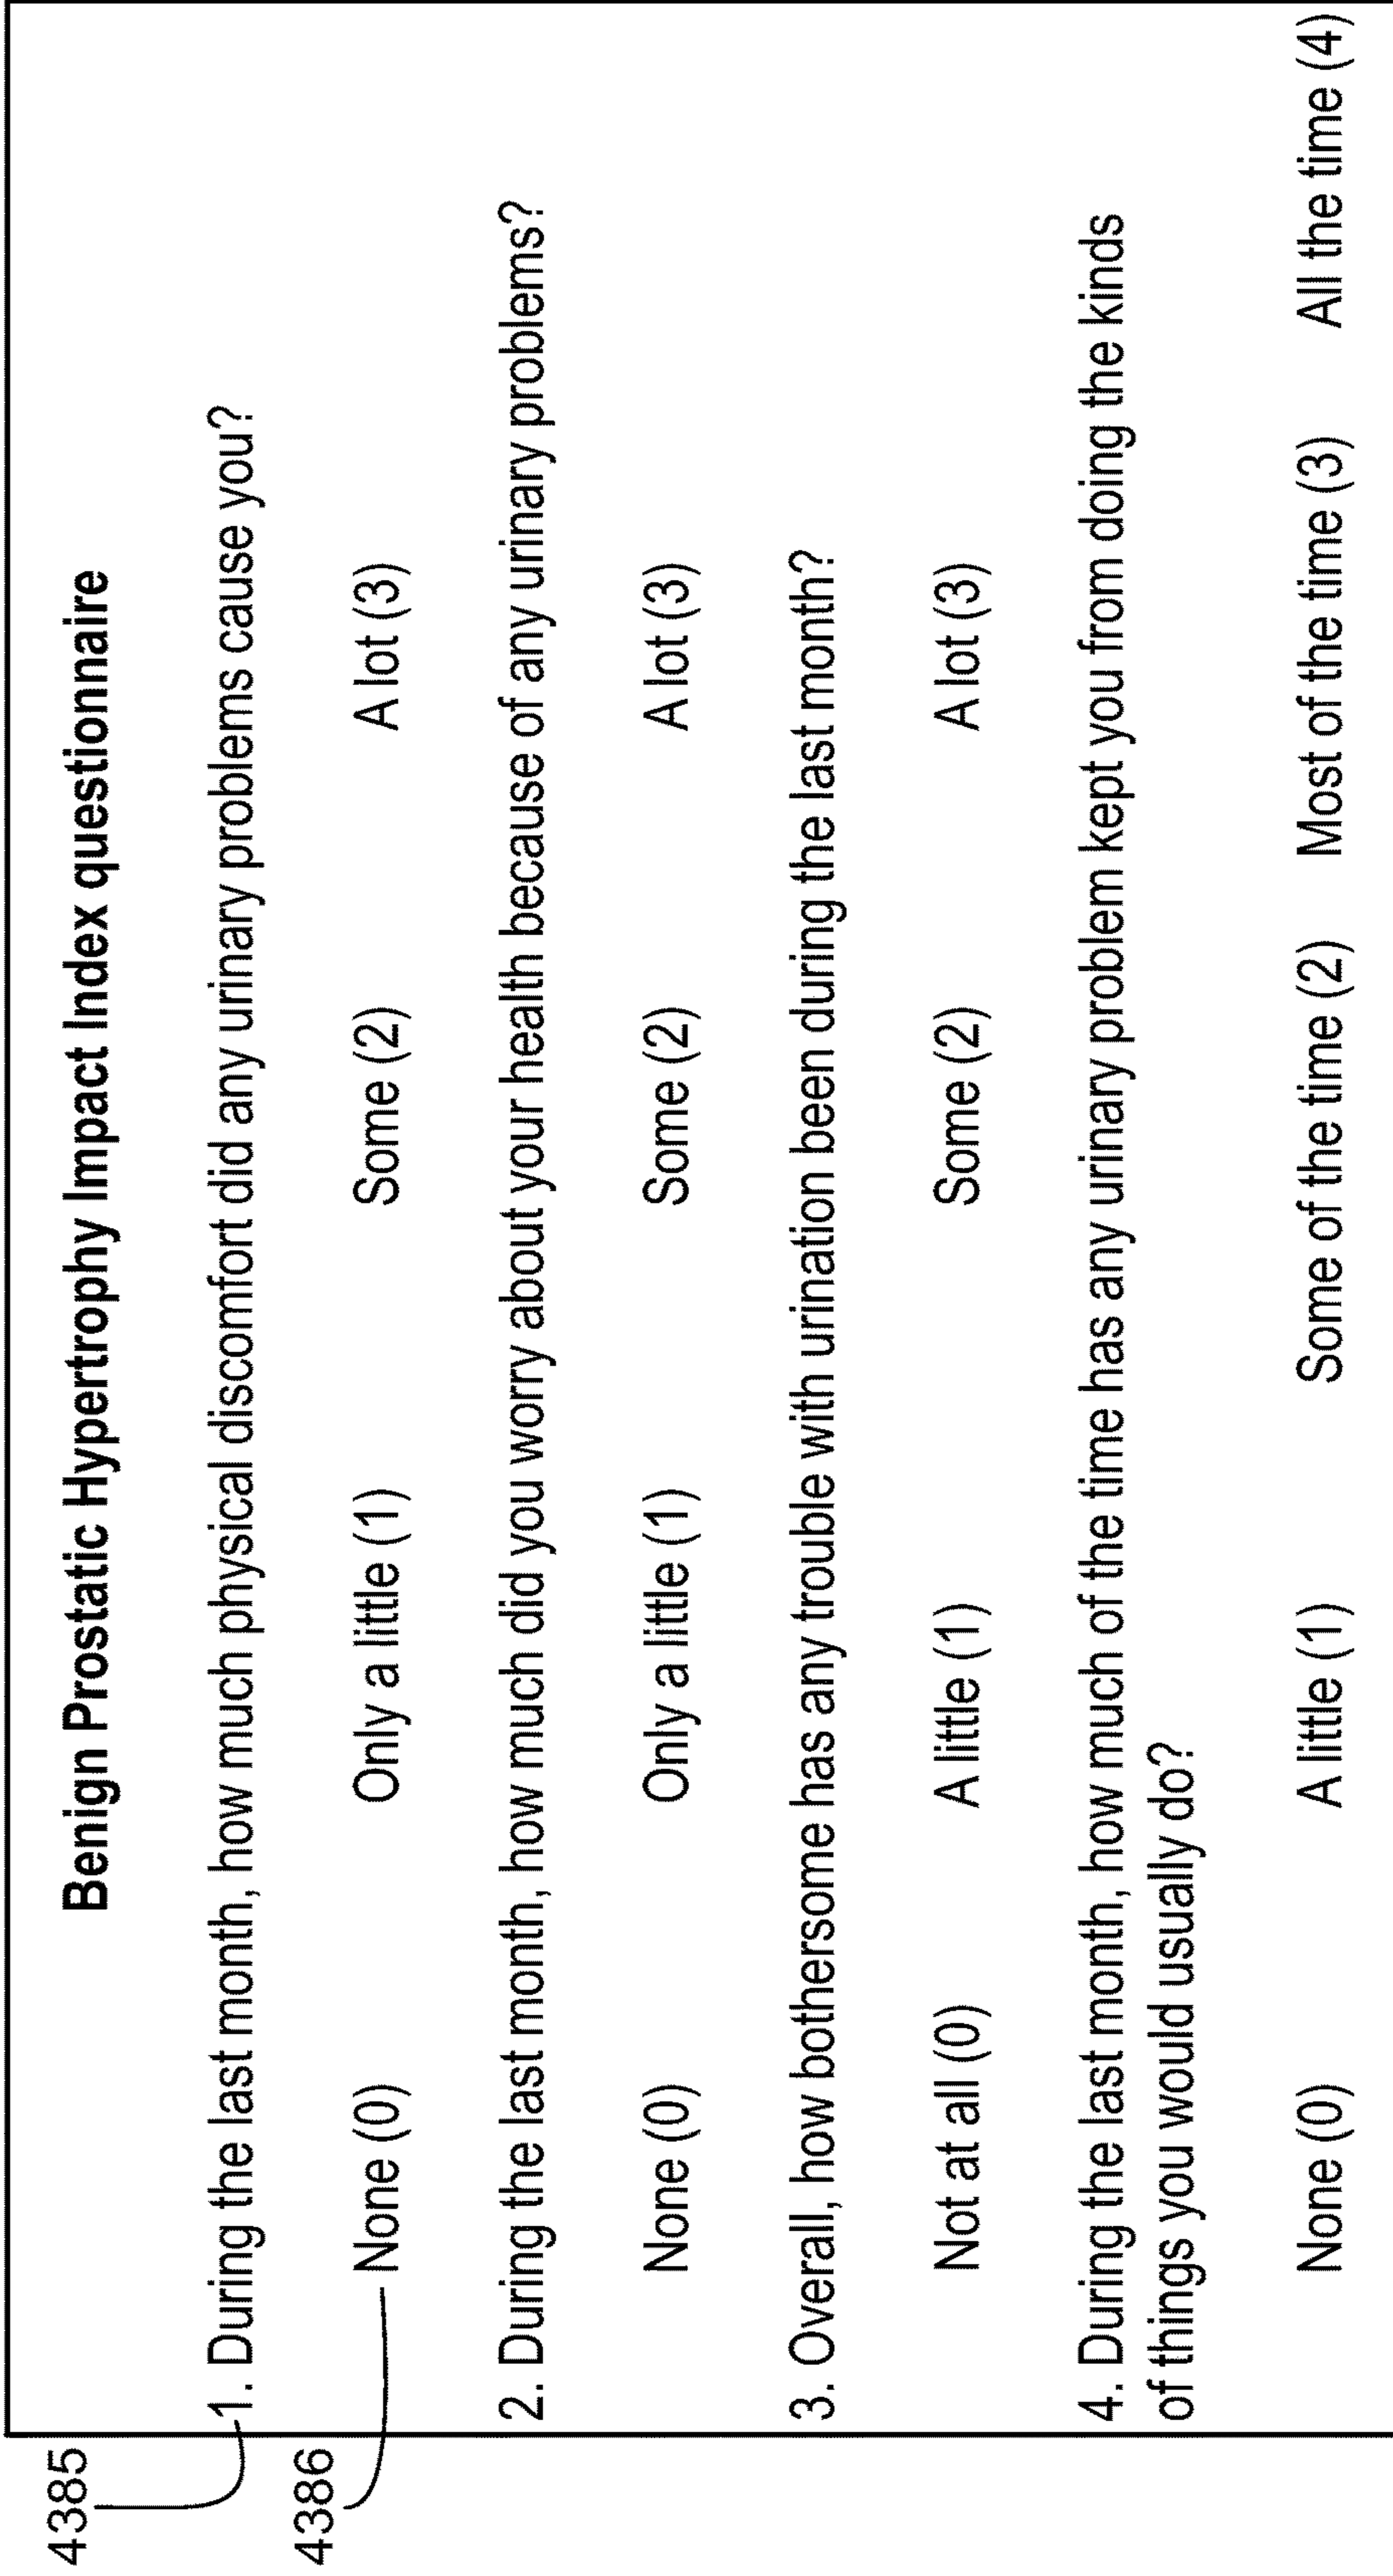 Benign Prostatic Hypertrophy Impact Index questionnaire
4385
1. During the last month, how much physical discomfort did any urinary problems cause you?
4386
None (0) Only a little (1) Some (2) A lot (3)
2. During the last month, how much did you worry about your health because of any urinary problems?
None (0) Only a little (1) Some (2) A lot (3)
3. Overall, how bothersome has any trouble with urination been during the last month?
Not at all (0) A little (1) Some (2) A lot (3)
4. During the last month, how much of the time has any urinary problem kept you from doing the kinds
of things you would usually do?
None (0) A little (1) Some of the time (2) Most of the time (3) All the time (4)